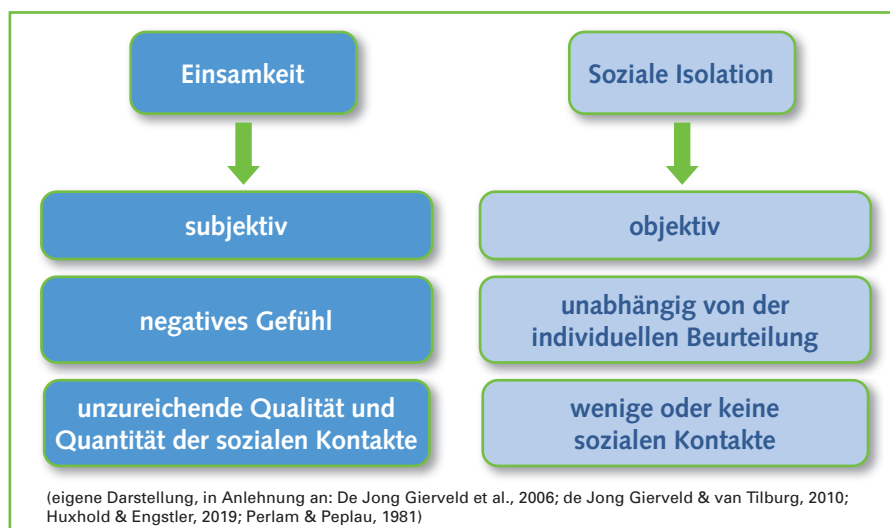 Einsamkeit
subjektiv
negatives Gefühl
unzureichende Qualität und
Quantität der sozialen Kontakte
Soziale Isolation
objektiv
unabhängig von der
individuellen Beurteilung
wenige oder keine
sozialen Kontakte
(eigene Darstellung, in Anlehnung an: De Jong Gierveld et al., 2006; de Jong Gierveld & van Tilburg, 2010;
Huxhold & Engstler, 2019; Perlam & Peplau, 1981)